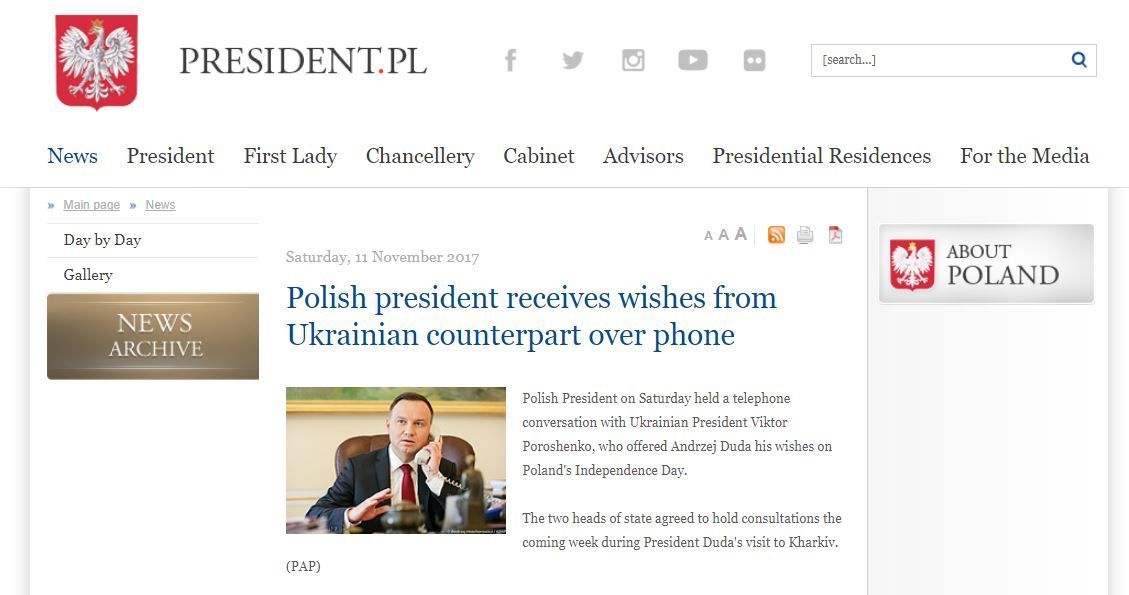 PRESIDENT.PL
[search...]
News President First Lady Chancellery Cabinet Advisors Presidential Residences For the Media
» Main page » News
Day by Day
Gallery
NEWS
ARCHIVE
A A A
Saturday, 11 November 2017
Polish president receives wishes from
Ukrainian counterpart over phone
Polish President on Saturday held a telephone
conversation with Ukrainian President Viktor
Poroshenko, who offered Andrzej Duda his wishes on
Poland's Independence Day.
The two heads of state agreed to hold consultations the
coming week during President Duda's visit to Kharkiv.
(PAP)
ABOUT
POLAND